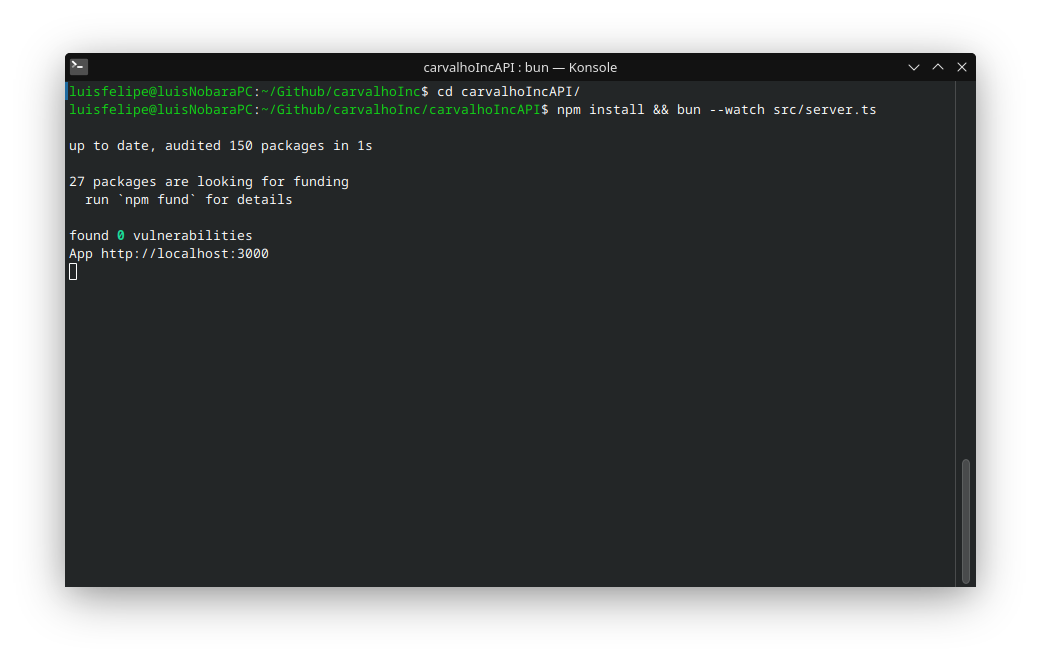 carvalhoIncAPI : bun — Konsole
luisfelipe@luisNobaraPC:~/Github/carvalhoInc$ cd carvalhoIncAPI/
luisfelipe@luisNobaraPC:~/Github/carvalhoInc/carvalhoIncAPI$ npm install && bun --watch src/server.ts
up to date, audited 150 packages in 1s
27 packages are looking for funding
  run `npm fund` for details
found 0 vulnerabilities
App http://localhost:3000